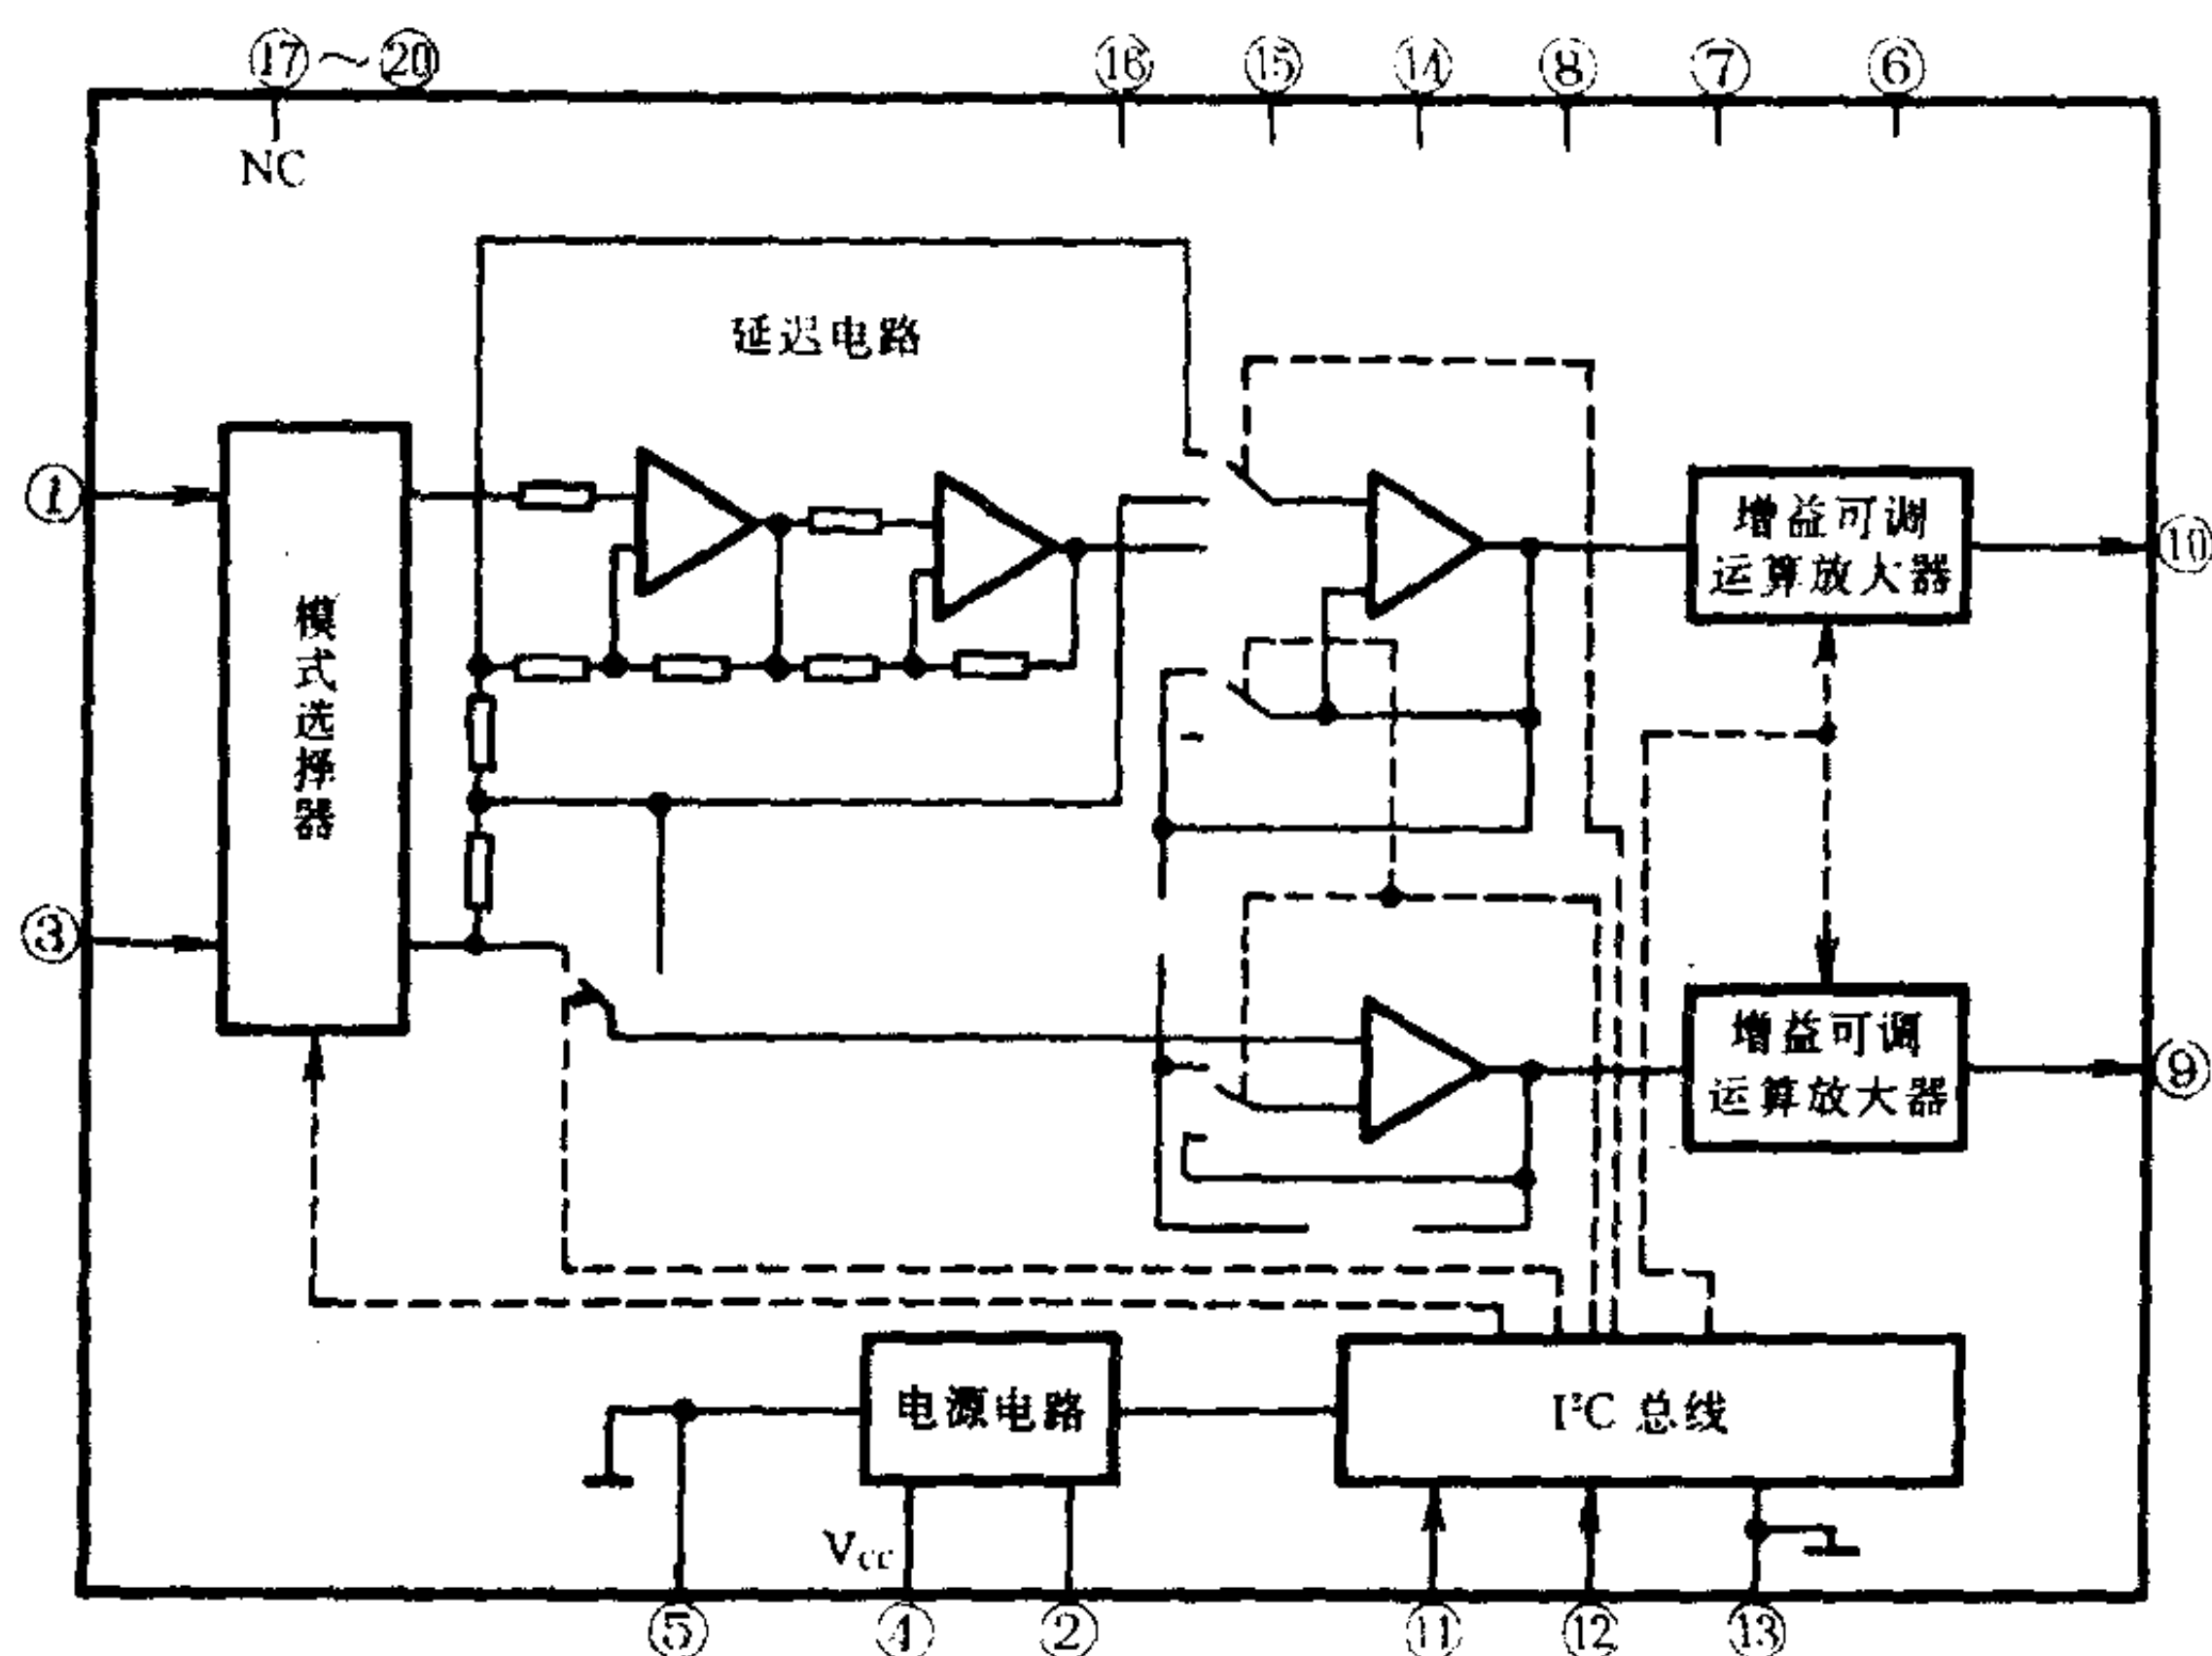 ⑰～⑳ ⑯ ⑮ ⑭ ⑧ ⑦ ⑥
NC
延迟电路
①
模式选择器
增益可调
运算放大器
⑩
③
增益可调
运算放大器
⑨
电源电路
I²C 总线
Vcc
⑤ ④ ② ⑪ ⑫ ⑬